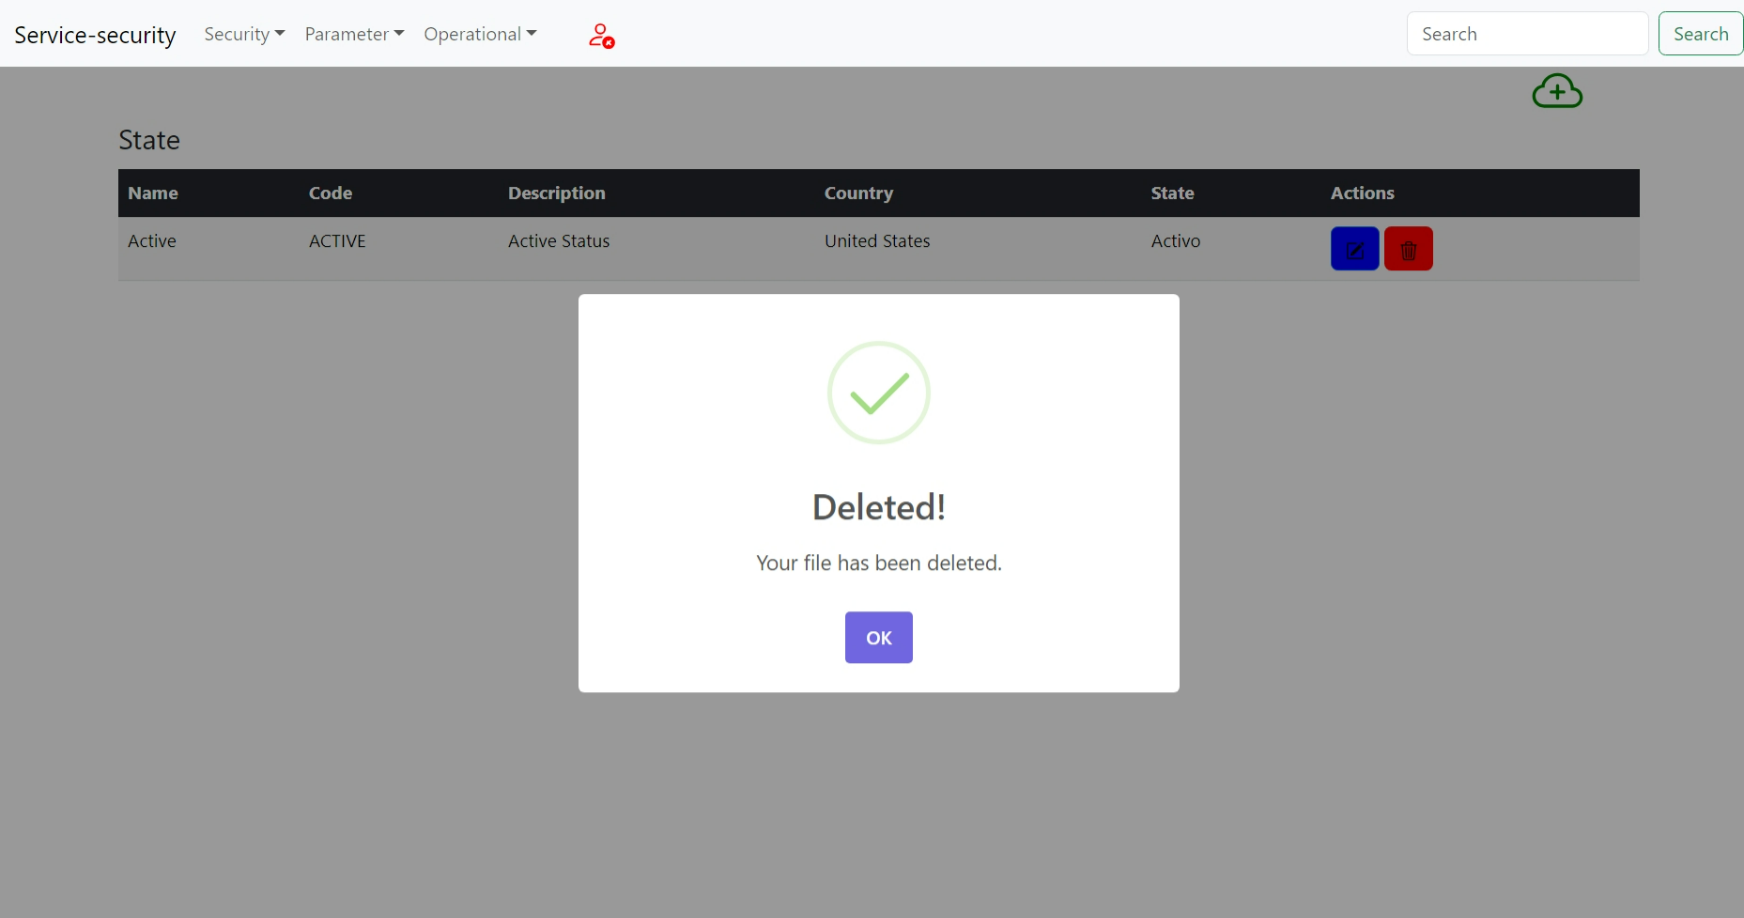 Service-security Security Parameter Operational Search Search
State
Name Code Description Country State Actions
Active ACTIVE Active Status United States Activo
Deleted!
Your file has been deleted.
OK